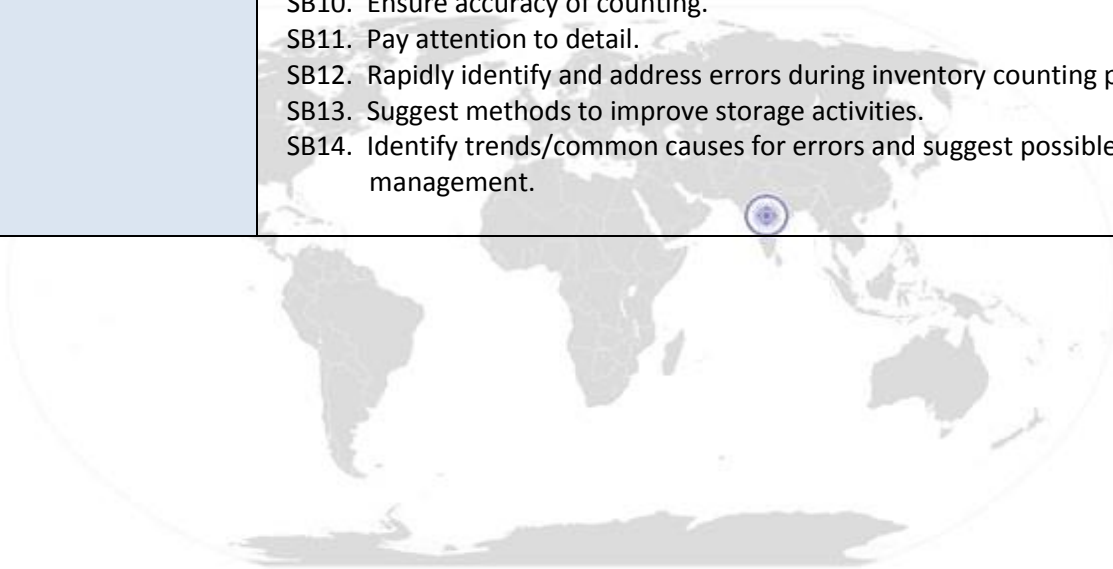 SB10. Ensure accuracy of counting.
SB11. Pay attention to detail.
SB12. Rapidly identify and address errors during inventory counting
SB13. Suggest methods to improve storage activities.
SB14. Identify trends/common causes for errors and suggest possible
management.